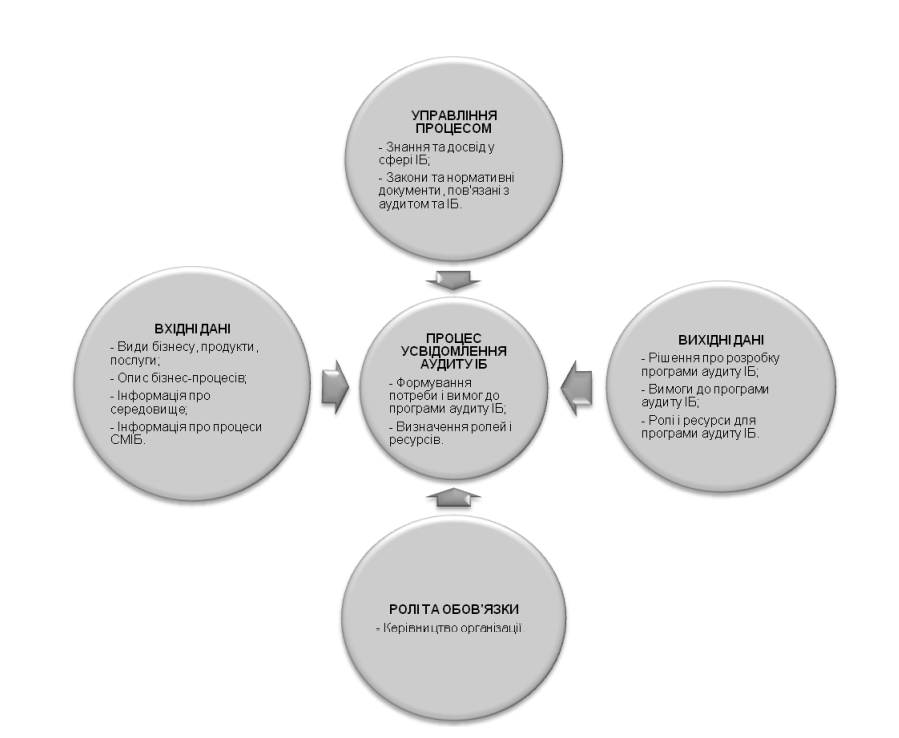 УПРАВЛІННЯ
ПРОЦЕСОМ
- Знання та досвід у
сфері ІБ;
- Закони та нормативні
документи, пов'язані з
аудитом та ІБ.
ВХІДНІ ДАНІ
- Види бізнесу, продукти,
послуги;
- Опис бізнес-процесів;
- Інформація про
середовище;
- Інформація про процеси
СМІБ.
ПРОЦЕС
УСВІДОМЛЕННЯ
АУДИТУ ІБ
- Формування
потреби і вимог до
програми аудиту ІБ;
- Визначення ролей і
ресурсів.
ВИХІДНІ ДАНІ
- Рішення про розробку
програми аудиту ІБ;
- Вимоги до програми
аудиту ІБ;
- Ролі і ресурси для
програми аудиту ІБ.
РОЛІ ТА ОБОВ'ЯЗКИ
- Керівництво організації.